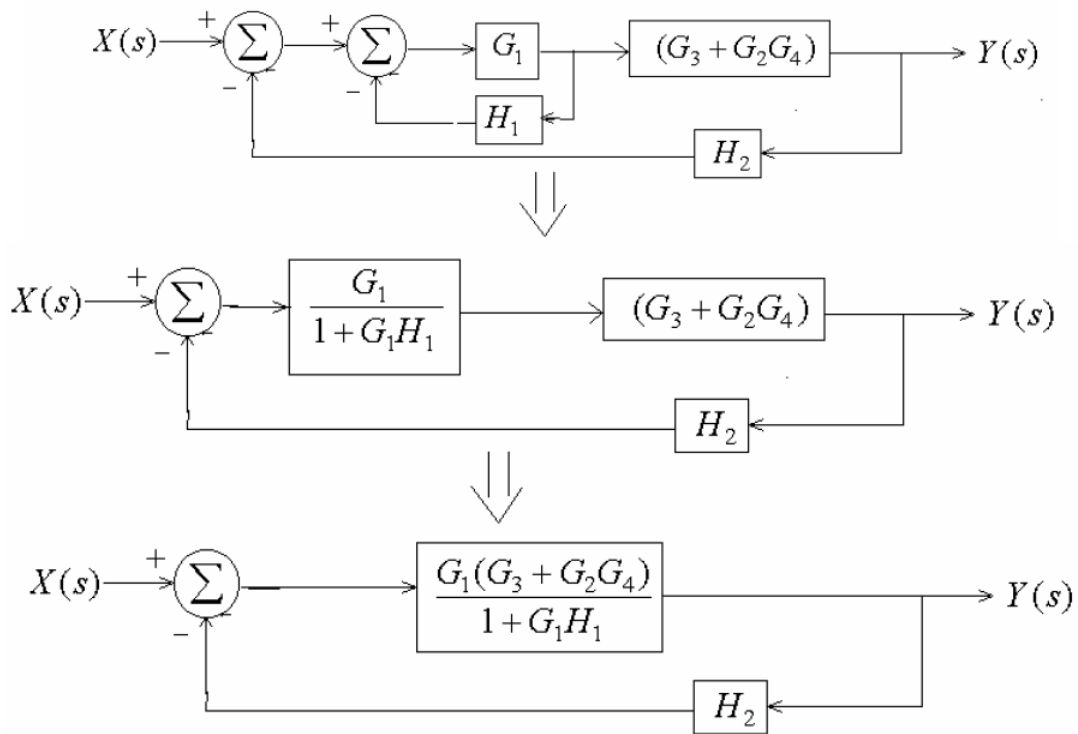 X(s) + Σ + Σ G₁ (G₃ + G₂G₄) Y(s)
− − H₁
H₂
X(s) + Σ G₁ / 1 + G₁H₁ (G₃ + G₂G₄) Y(s)
− H₂
X(s) + Σ G₁(G₃ + G₂G₄) / 1 + G₁H₁ Y(s)
− H₂